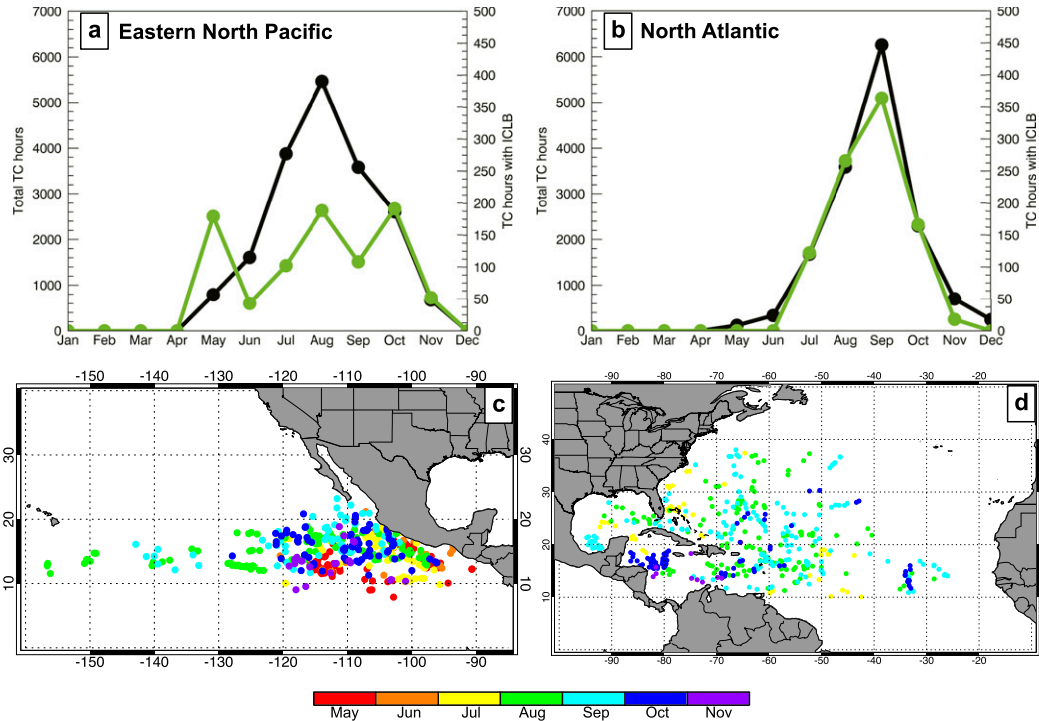 a Eastern North Pacific
7000 6000 5000 4000 3000 2000 1000 0
Total TC hours
500 450 400 350 300 250 200 150 100 50 0
TC hours with ICLB
Jan Feb Mar Apr May Jun Jul Aug Sep Oct Nov Dec
b North Atlantic
7000 6000 5000 4000 3000 2000 1000 0
Total TC hours
500 450 400 350 300 250 200 150 100 50 0
TC hours with ICLB
Jan Feb Mar Apr May Jun Jul Aug Sep Oct Nov Dec
-150 -140 -130 -120 -110 -100 -90
c
30 30
20 20
10 10
-150 -140 -130 -120 -110 -100 -90
-90 -80 -70 -60 -50 -40 -30 -20
d
40 40
30 30
20 20
10 10
-90 -80 -70 -60 -50 -40 -30 -20
May Jun Jul Aug Sep Oct Nov